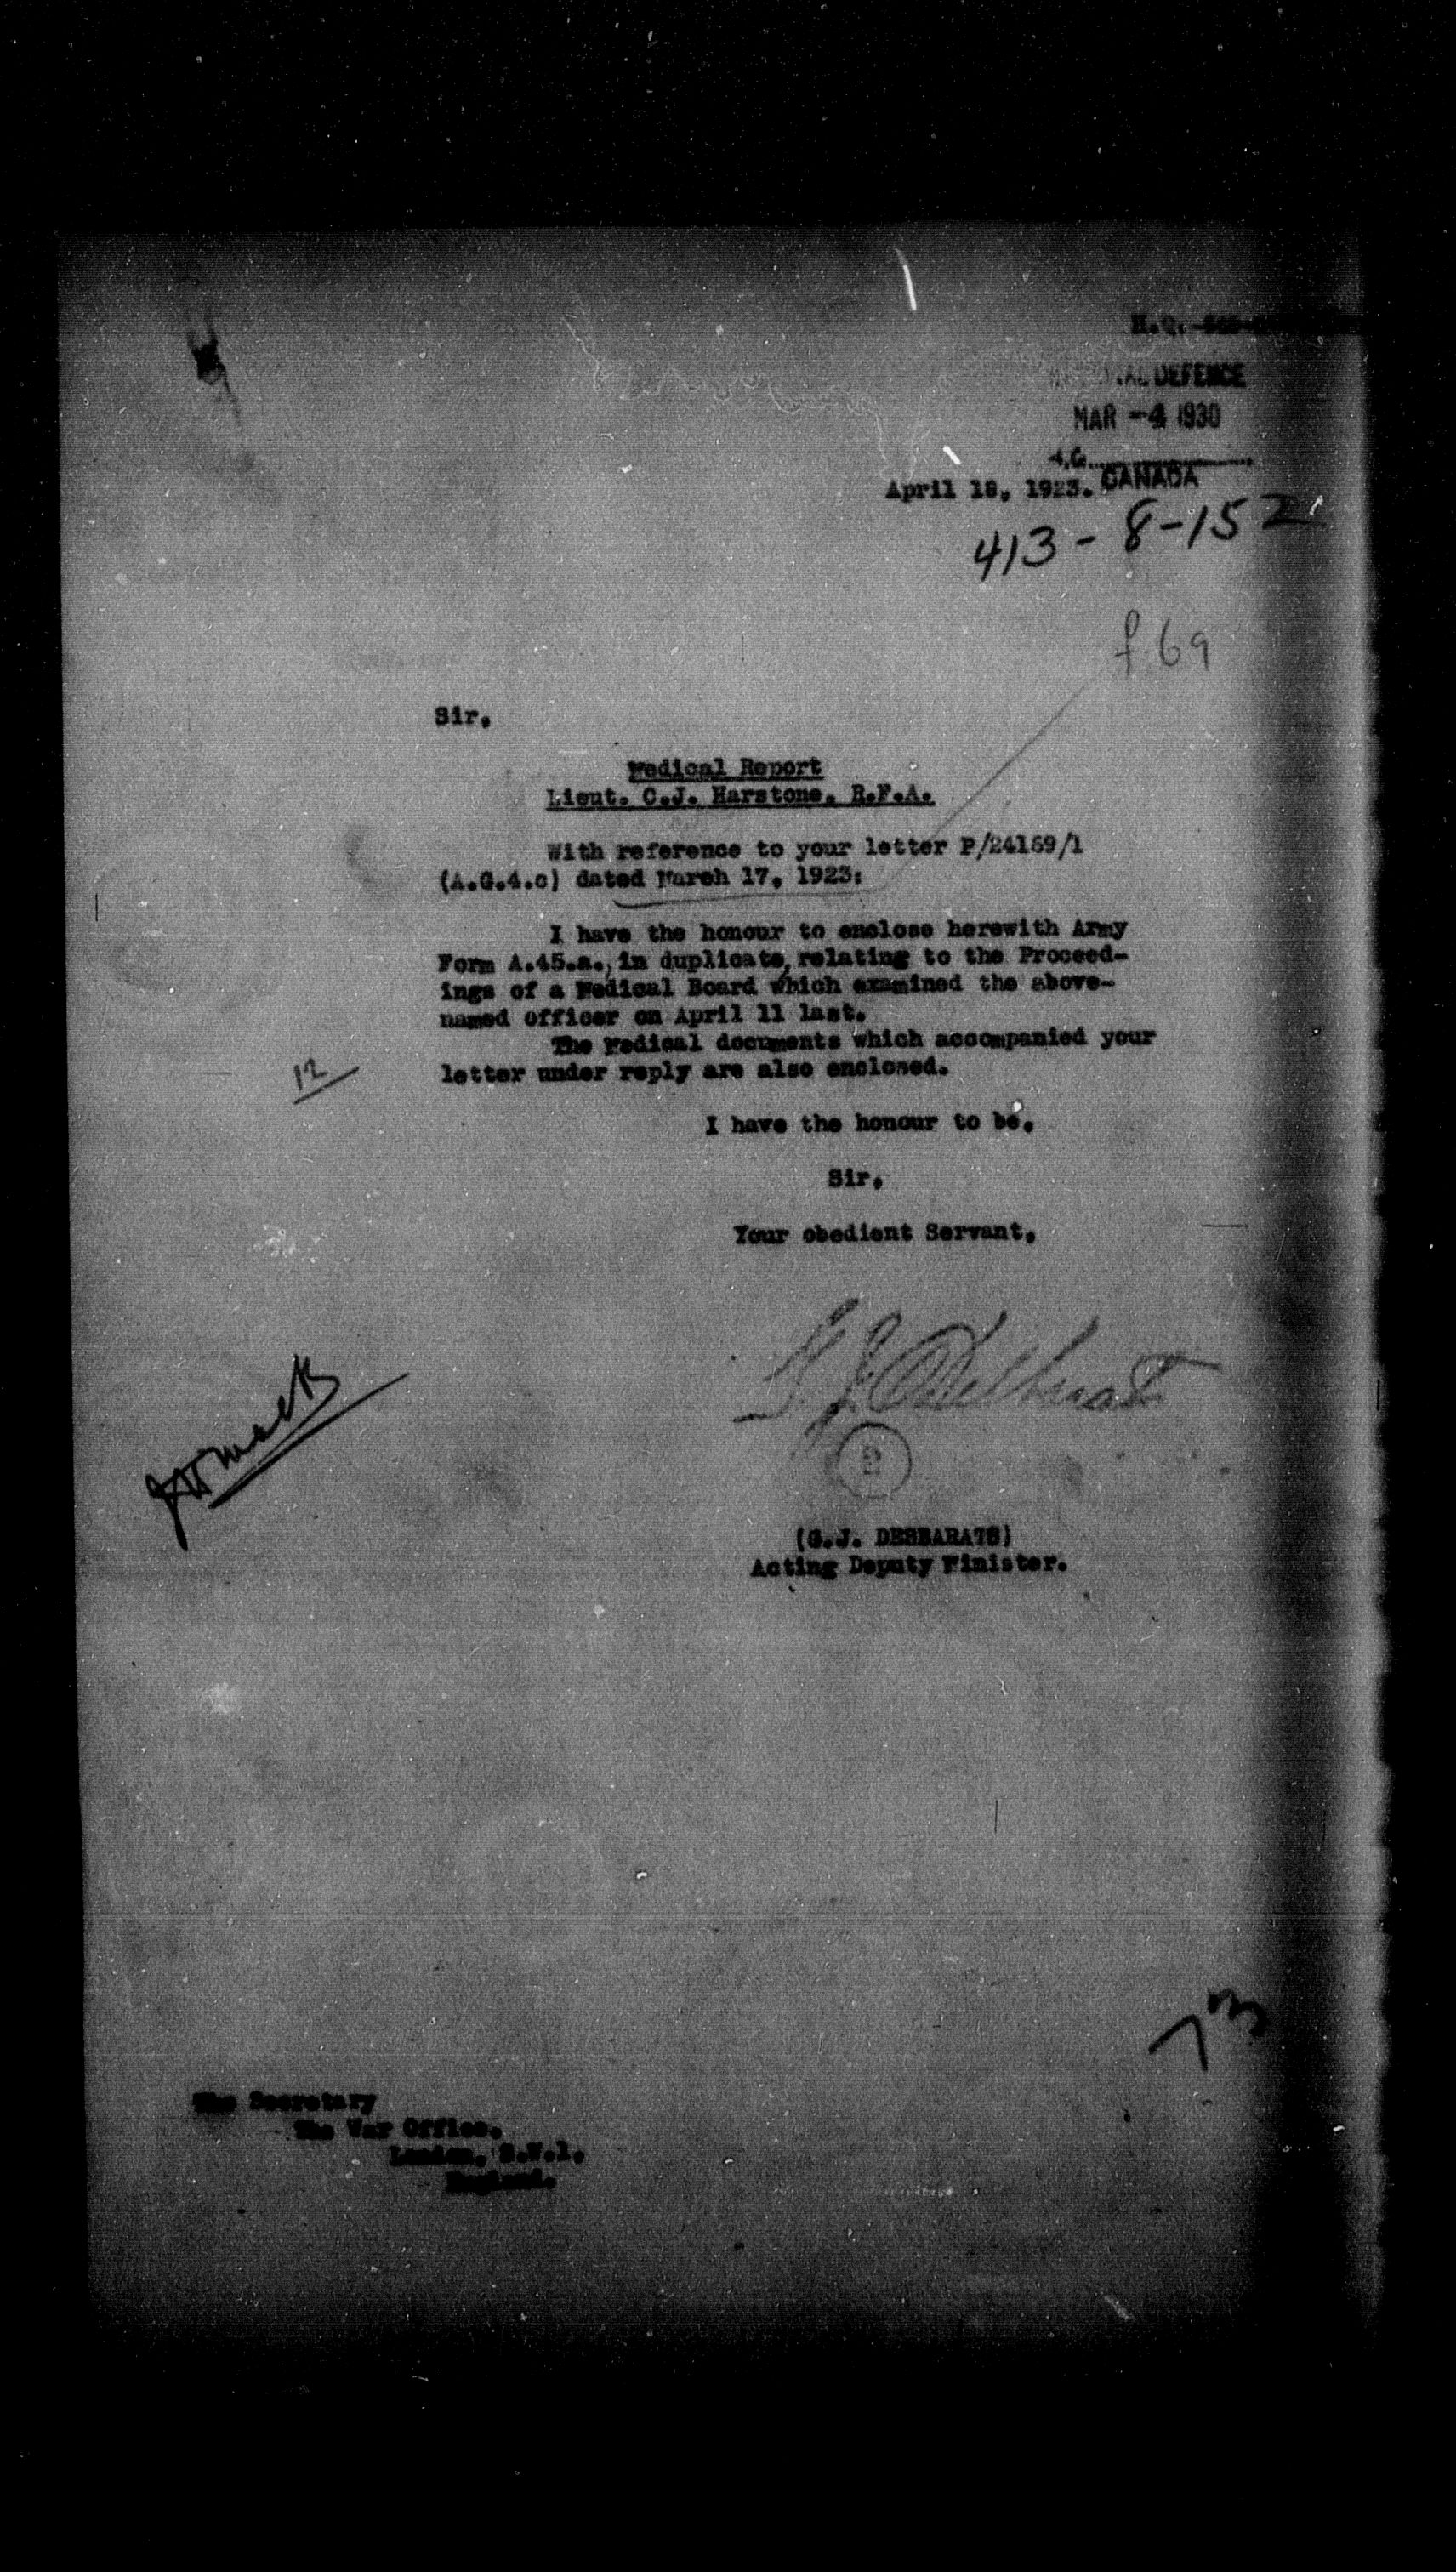 H.Q.
DEFENCE
MAR -4 1930
CANADA
April 18, 1923.
413-8-152
f.69
Sir,
Medical Report
Lieut. C.J. Harstone, R.F.A.
With reference to your letter P/24169/1
(A.G.4.c) dated March 17, 1923:
I have the honour to enclose herewith Army
Form A.45.a., in duplicate, relating to the Proceed-
ings of a Medical Board which examined the above-
named officer on April 11 last.
The Medical documents which accompanied your
letter under reply are also enclosed.
12
I have the honour to be,
Sir,
Your obedient Servant,
(G.J. DESBARATS)
Acting Deputy Minister.
The Secretary
The War Office,
London, S.W.1.
England.